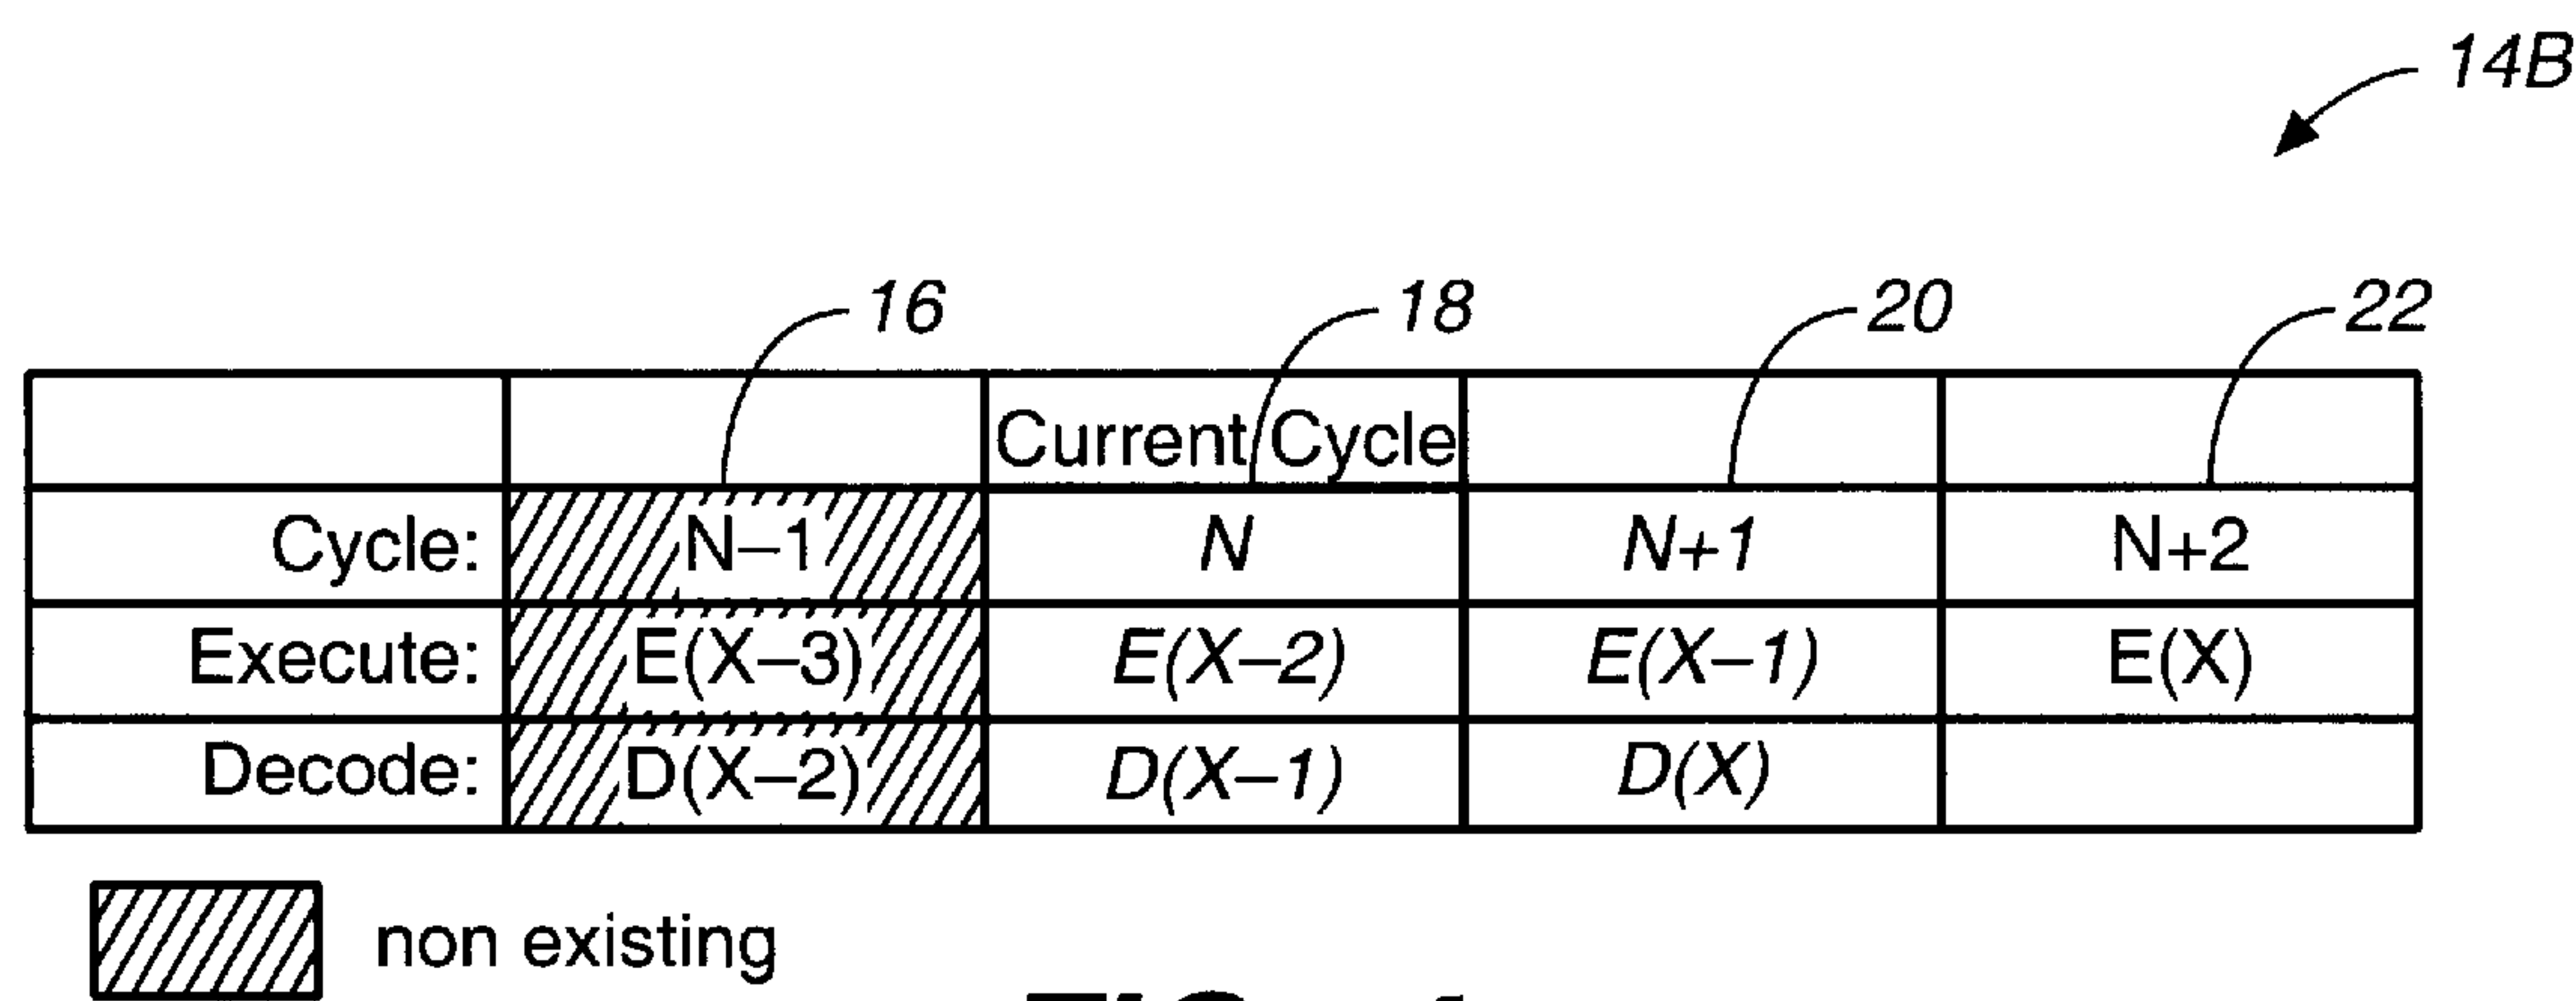 14B
16 18 20 22
Current Cycle
Cycle: N–1 N N+1 N+2
Execute: E(X–3) E(X–2) E(X–1) E(X)
Decode: D(X–2) D(X–1) D(X)
non existing